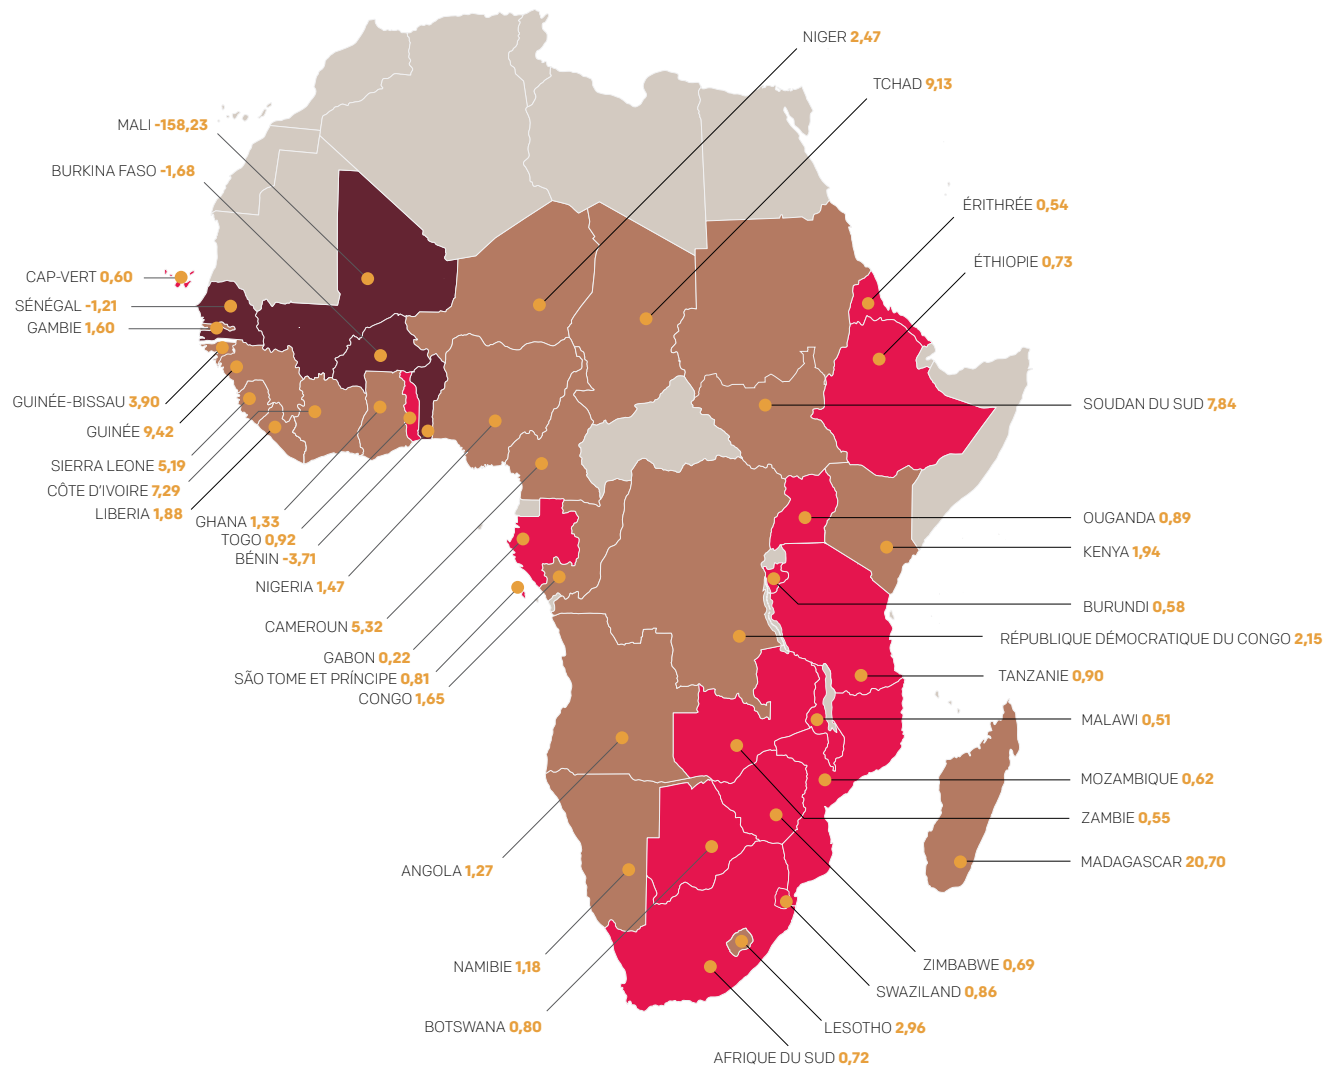 NIGER 2,47
TCHAD 9,13
MALI -158,23
BURKINA FASO -1,68
ÉRITHRÉE 0,54
ÉTHIOPIE 0,73
CAP-VERT 0,60
SÉNÉGAL -1,21
GAMBIE 1,60
GUINÉE-BISSAU 3,90
GUINÉE 9,42
SIERRA LEONE 5,19
CÔTE D'IVOIRE 7,29
LIBERIA 1,88
GHANA 1,33
TOGO 0,92
BÉNIN -3,71
NIGERIA 1,47
CAMEROUN 5,32
GABON 0,22
SÃO TOME ET PRÍNCIPE 0,81
CONGO 1,65
SOUDAN DU SUD 7,84
OUGANDA 0,89
KENYA 1,94
BURUNDI 0,58
RÉPUBLIQUE DÉMOCRATIQUE DU CONGO 2,15
TANZANIE 0,90
MALAWI 0,51
MOZAMBIQUE 0,62
ZAMBIE 0,55
MADAGASCAR 20,70
ANGOLA 1,27
NAMIBIE 1,18
BOTSWANA 0,80
ZIMBABWE 0,69
SWAZILAND 0,86
LESOTHO 2,96
AFRIQUE DU SUD 0,72